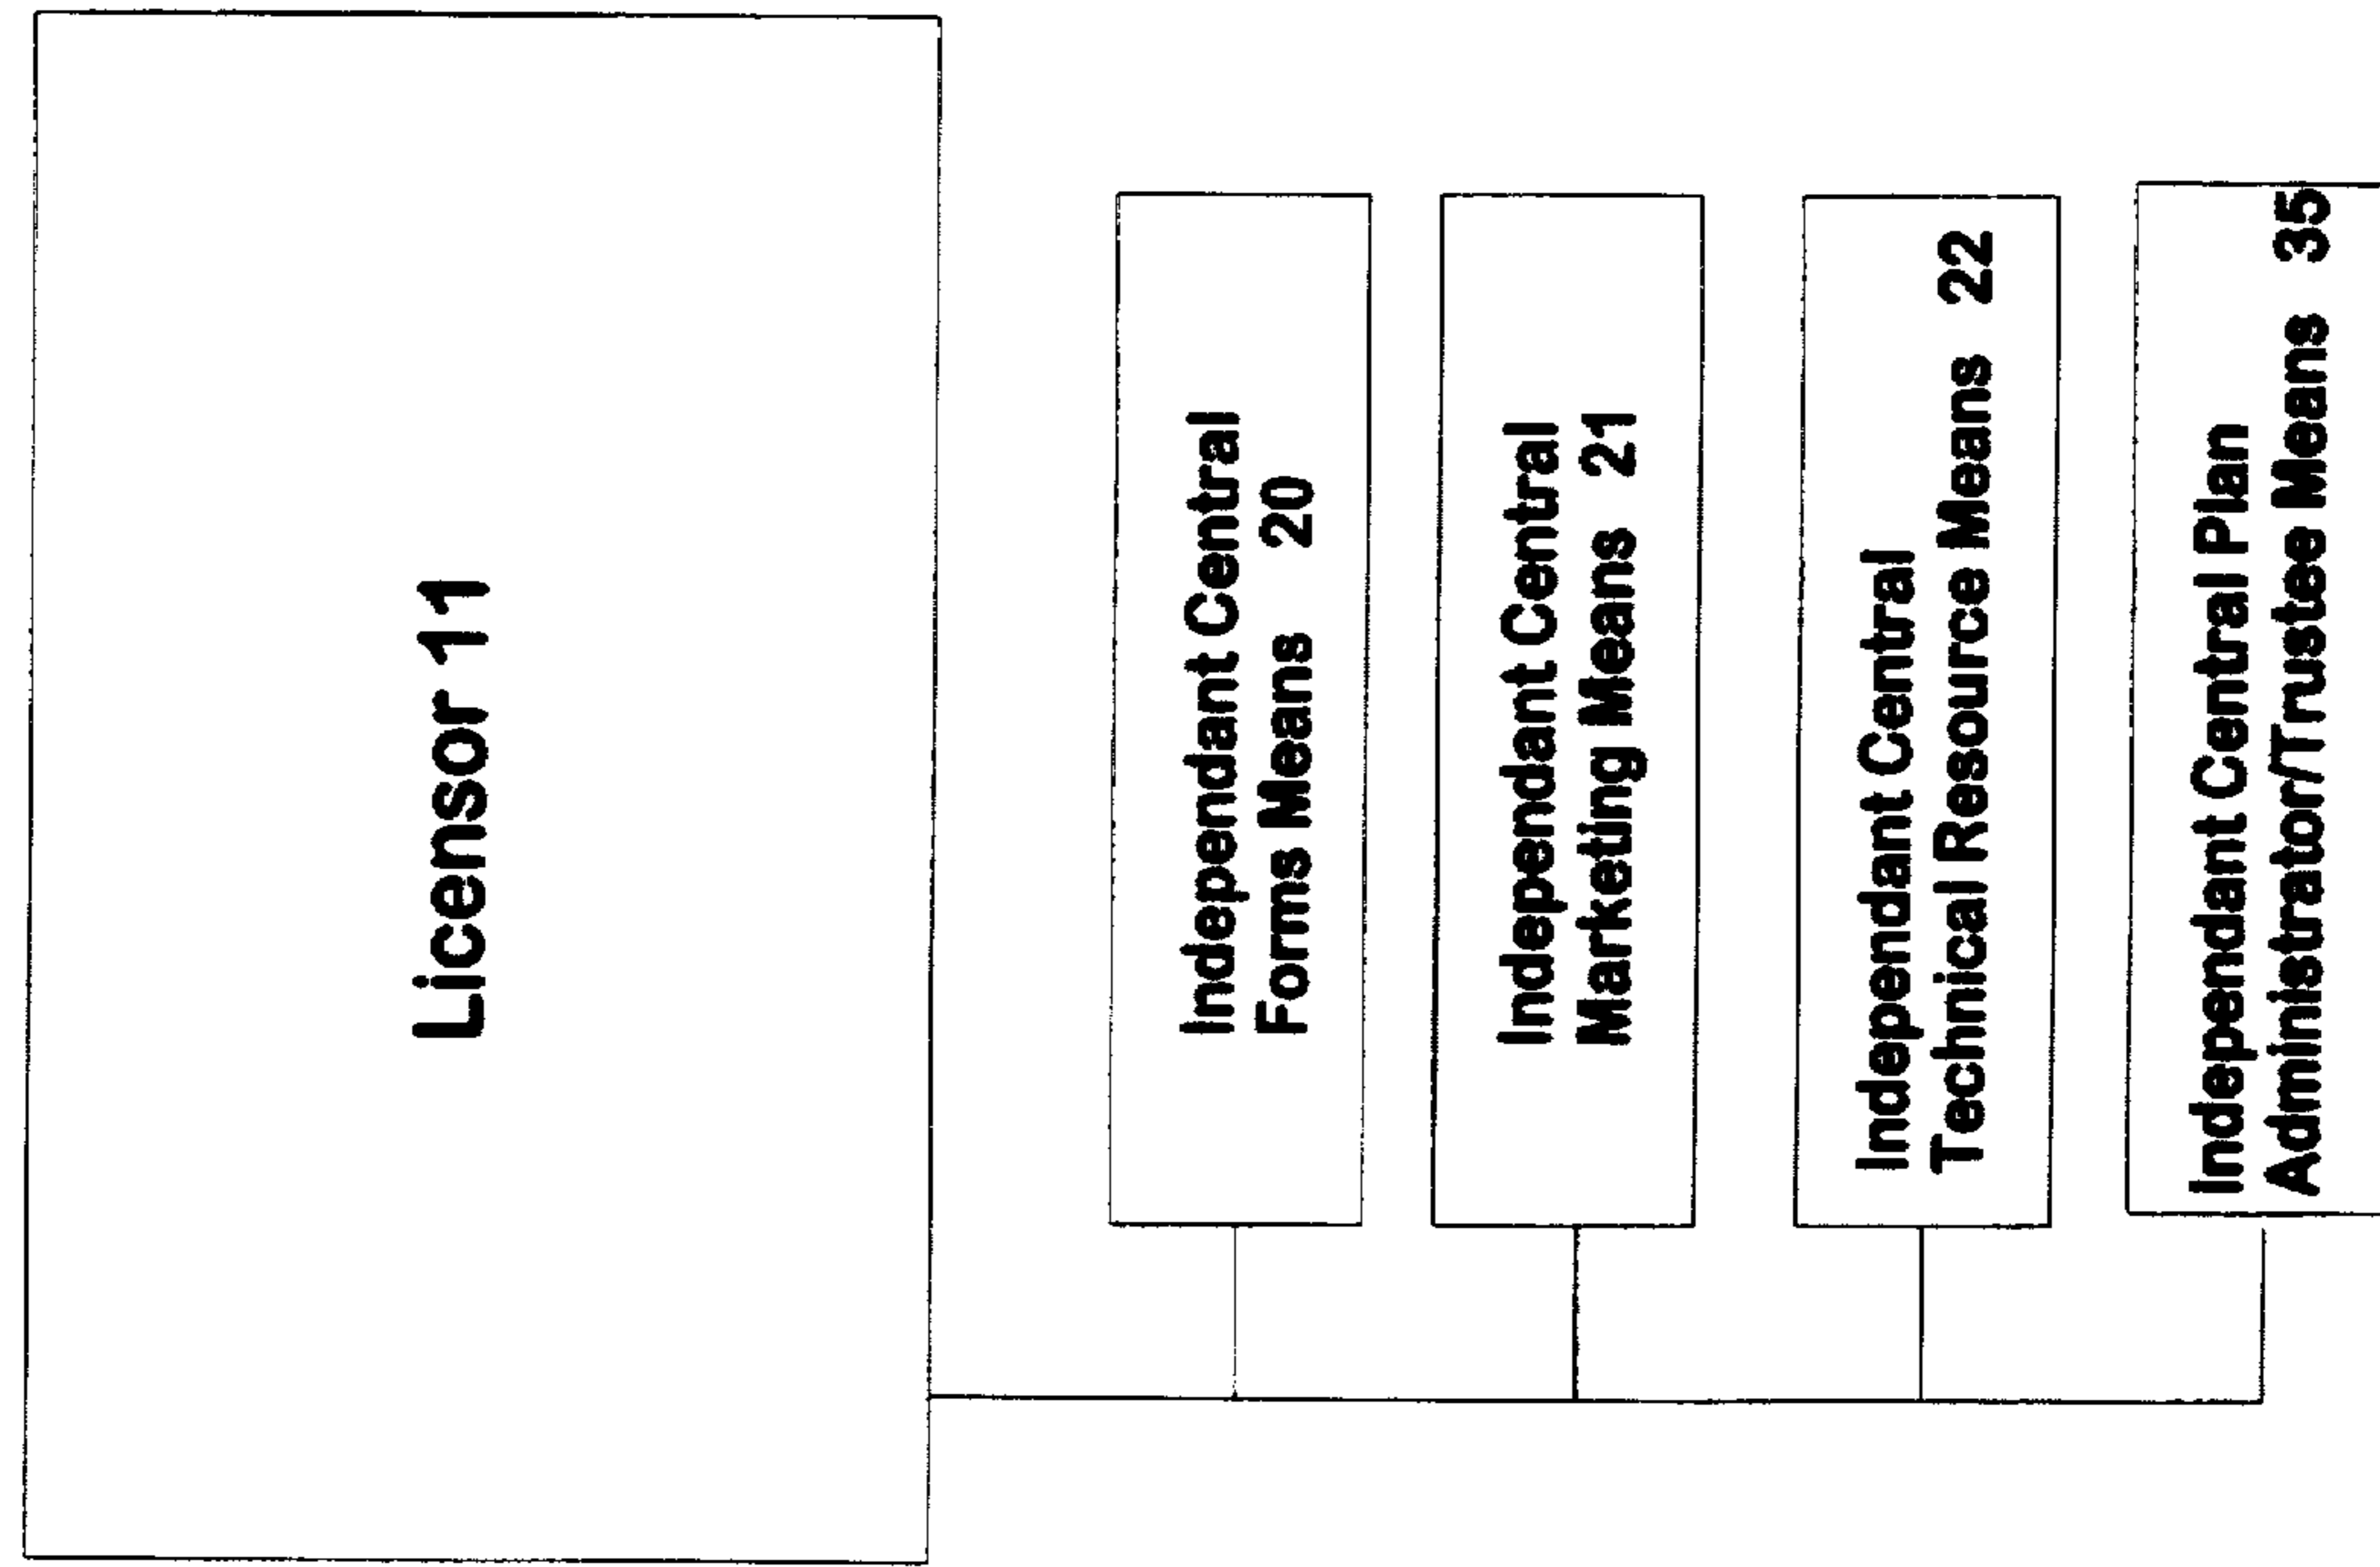 Licensor 11
Independant Central
Forms Means 20
Independant Central
Marketing Means 21
Independant Central
Technical Resource Means 22
Independant Central Plan
Administrator/Trustee Means 35